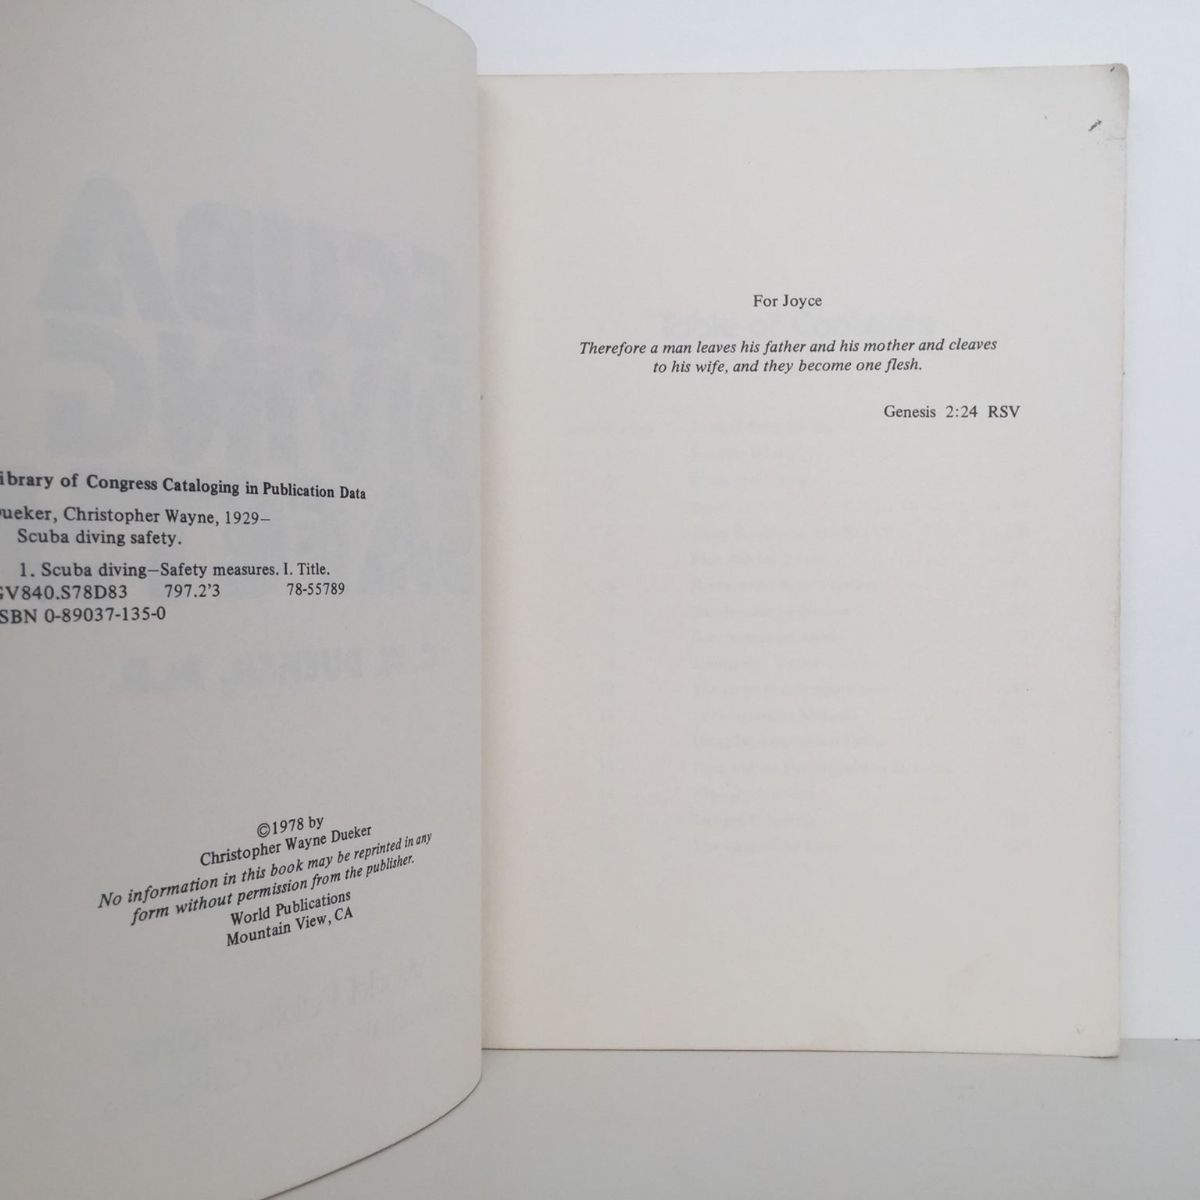 ibrary of Congress Cataloging in Publication Data
ueker, Christopher Wayne, 1929–
Scuba diving safety.
1. Scuba diving—Safety measures. I. Title.
GV840.S78D83 797.2'3 78-55789
SBN 0-89037-135-0
©1978 by
Christopher Wayne Dueker
No information in this book may be reprinted in any
form without permission from the publisher.
World Publications
Mountain View, CA
For Joyce
Therefore a man leaves his father and his mother and cleaves
to his wife, and they become one flesh.
Genesis 2:24 RSV